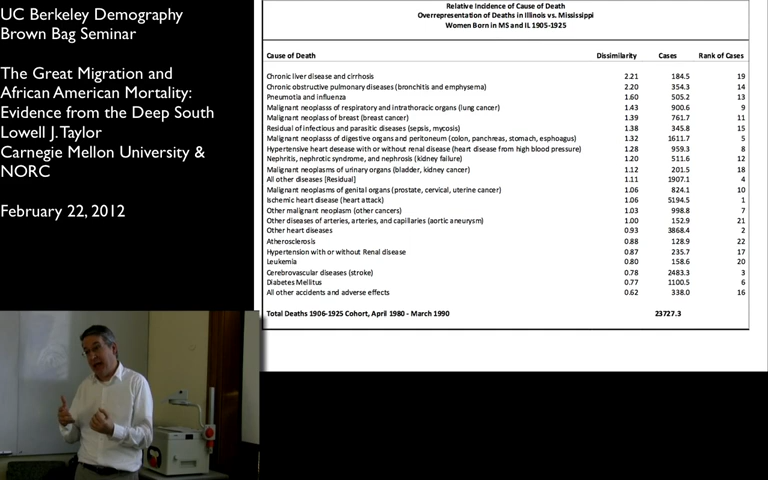 UC Berkeley Demography
Brown Bag Seminar
The Great Migration and
African American Mortality:
Evidence from the Deep South
Lowell J. Taylor
Carnegie Mellon University &
NORC
February 22, 2012
Relative Incidence of Cause of Death
Overrepresentation of Deaths in Illinois vs. Mississippi
Women Born in MS and IL 1905-1925
Cause of Death Dissimilarity Cases Rank of Cases
Chronic liver disease and cirrhosis 2.21 184.5 19
Chronic obstructive pulmonary diseases (bronchitis and emphysema) 2.20 354.3 14
Pneumotia and influenza 1.60 505.2 13
Malignant neoplasss of respiratory and intrathoracic organs (lung cancer) 1.43 900.6 9
Malignant neoplass of breast (breast cancer) 1.39 761.7 11
Residual of infectious and parasitic diseases (sepsis, mycosis) 1.38 345.8 15
Malignant neoplasms of digestive organs and peritoneum (colon, pancreas, stomach, esphoagus) 1.32 1611.7 5
Hypertensive heart desease with or without renal disease (heart disease from high blood pressure) 1.28 959.3 8
Nephritis, nephrotic syndrome, and nephrosis (kidney failure) 1.20 511.6 12
Malignant neoplasms of urinary organs (bladder, kidney cancer) 1.12 201.5 18
All other diseases [Residual] 1.11 1907.1 4
Malignant neoplasms of genital organs (prostate, cervical, uterine cancer) 1.06 824.1 10
Ischemic heart disease (heart attack) 1.06 5194.5 1
Other malignant neoplasm (other cancers) 1.03 998.8 7
Other diseases of arteries, arteries, and capillaries (aortic aneurysm) 1.00 152.9 21
Other heart diseases 0.93 3868.4 2
Atherosclerosis 0.88 128.9 22
Hypertension with or without Renal disease 0.87 235.7 17
Leukemia 0.80 158.6 20
Cerebrovascular diseases (stroke) 0.78 2483.3 3
Diabetes Mellitus 0.77 1100.5 6
All other accidents and adverse effects 0.62 338.0 16
Total Deaths 1906-1925 Cohort, April 1980 - March 1990 23727.3